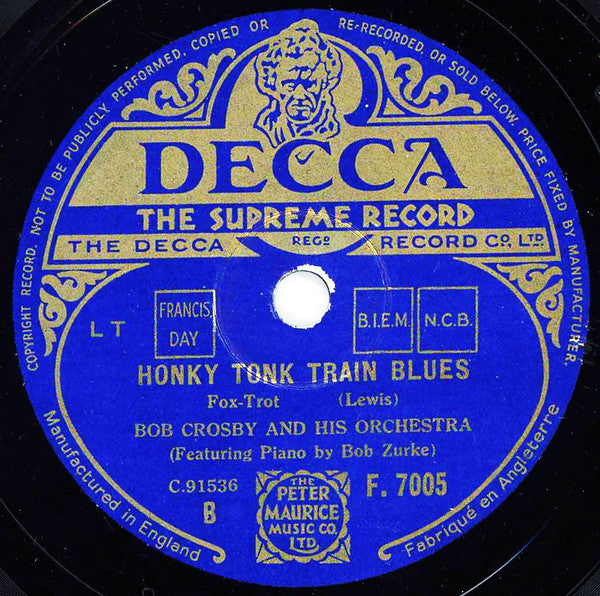 COPYRIGHT RECORD. NOT TO BE PUBLICLY PERFORMED, COPIED OR RE-RECORDED, OR SOLD BELOW PRICE FIXED BY MANUFACTURER.
DECCA
THE SUPREME RECORD
THE DECCA REGD RECORD CO, LTD
LT
FRANCIS, DAY
B.I.E.M.
N.C.B.
HONKY TONK TRAIN BLUES
Fox-Trot (Lewis)
BOB CROSBY AND HIS ORCHESTRA
(Featuring Piano by Bob Zurke)
C.91536
B
THE
PETER
MAURICE
MUSIC CO.
LTD.
F. 7005
Manufactured in England
Fabriqué en Angleterre